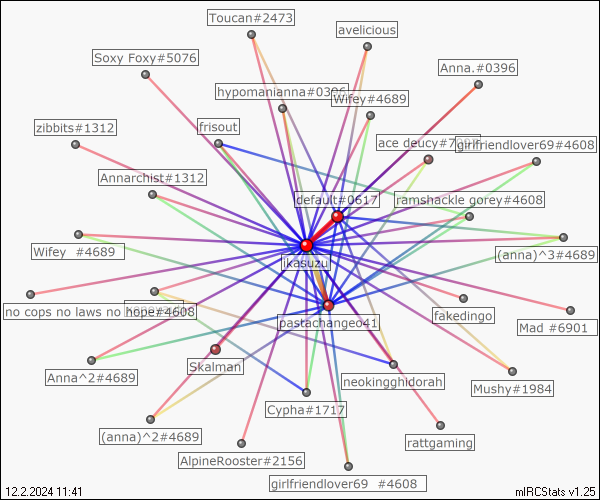 Toucan#2473
avelicious
Soxy Foxy#5076
Anna.#0396
hypomanianna#0396
Wifey#4689
zibbits#1312
frisout
ace deucy#7
girlfriendlover69#4608
Annarchist#1312
default#0617
ramshackle gorey#4608
Wifey #4689
ikasuzu
(anna)^3#4689
no cops no laws no
hope#4608
pastachangeo41
fakedingo
Mad #6901
Anna^2#4689
Skalman
neokingghidorah
Mushy#1984
Cypha#1717
(anna)^2#4689
rattgaming
AlpineRooster#2156
girlfriendlover69 #4608
12.2.2024 11:41
mIRCStats v1.25